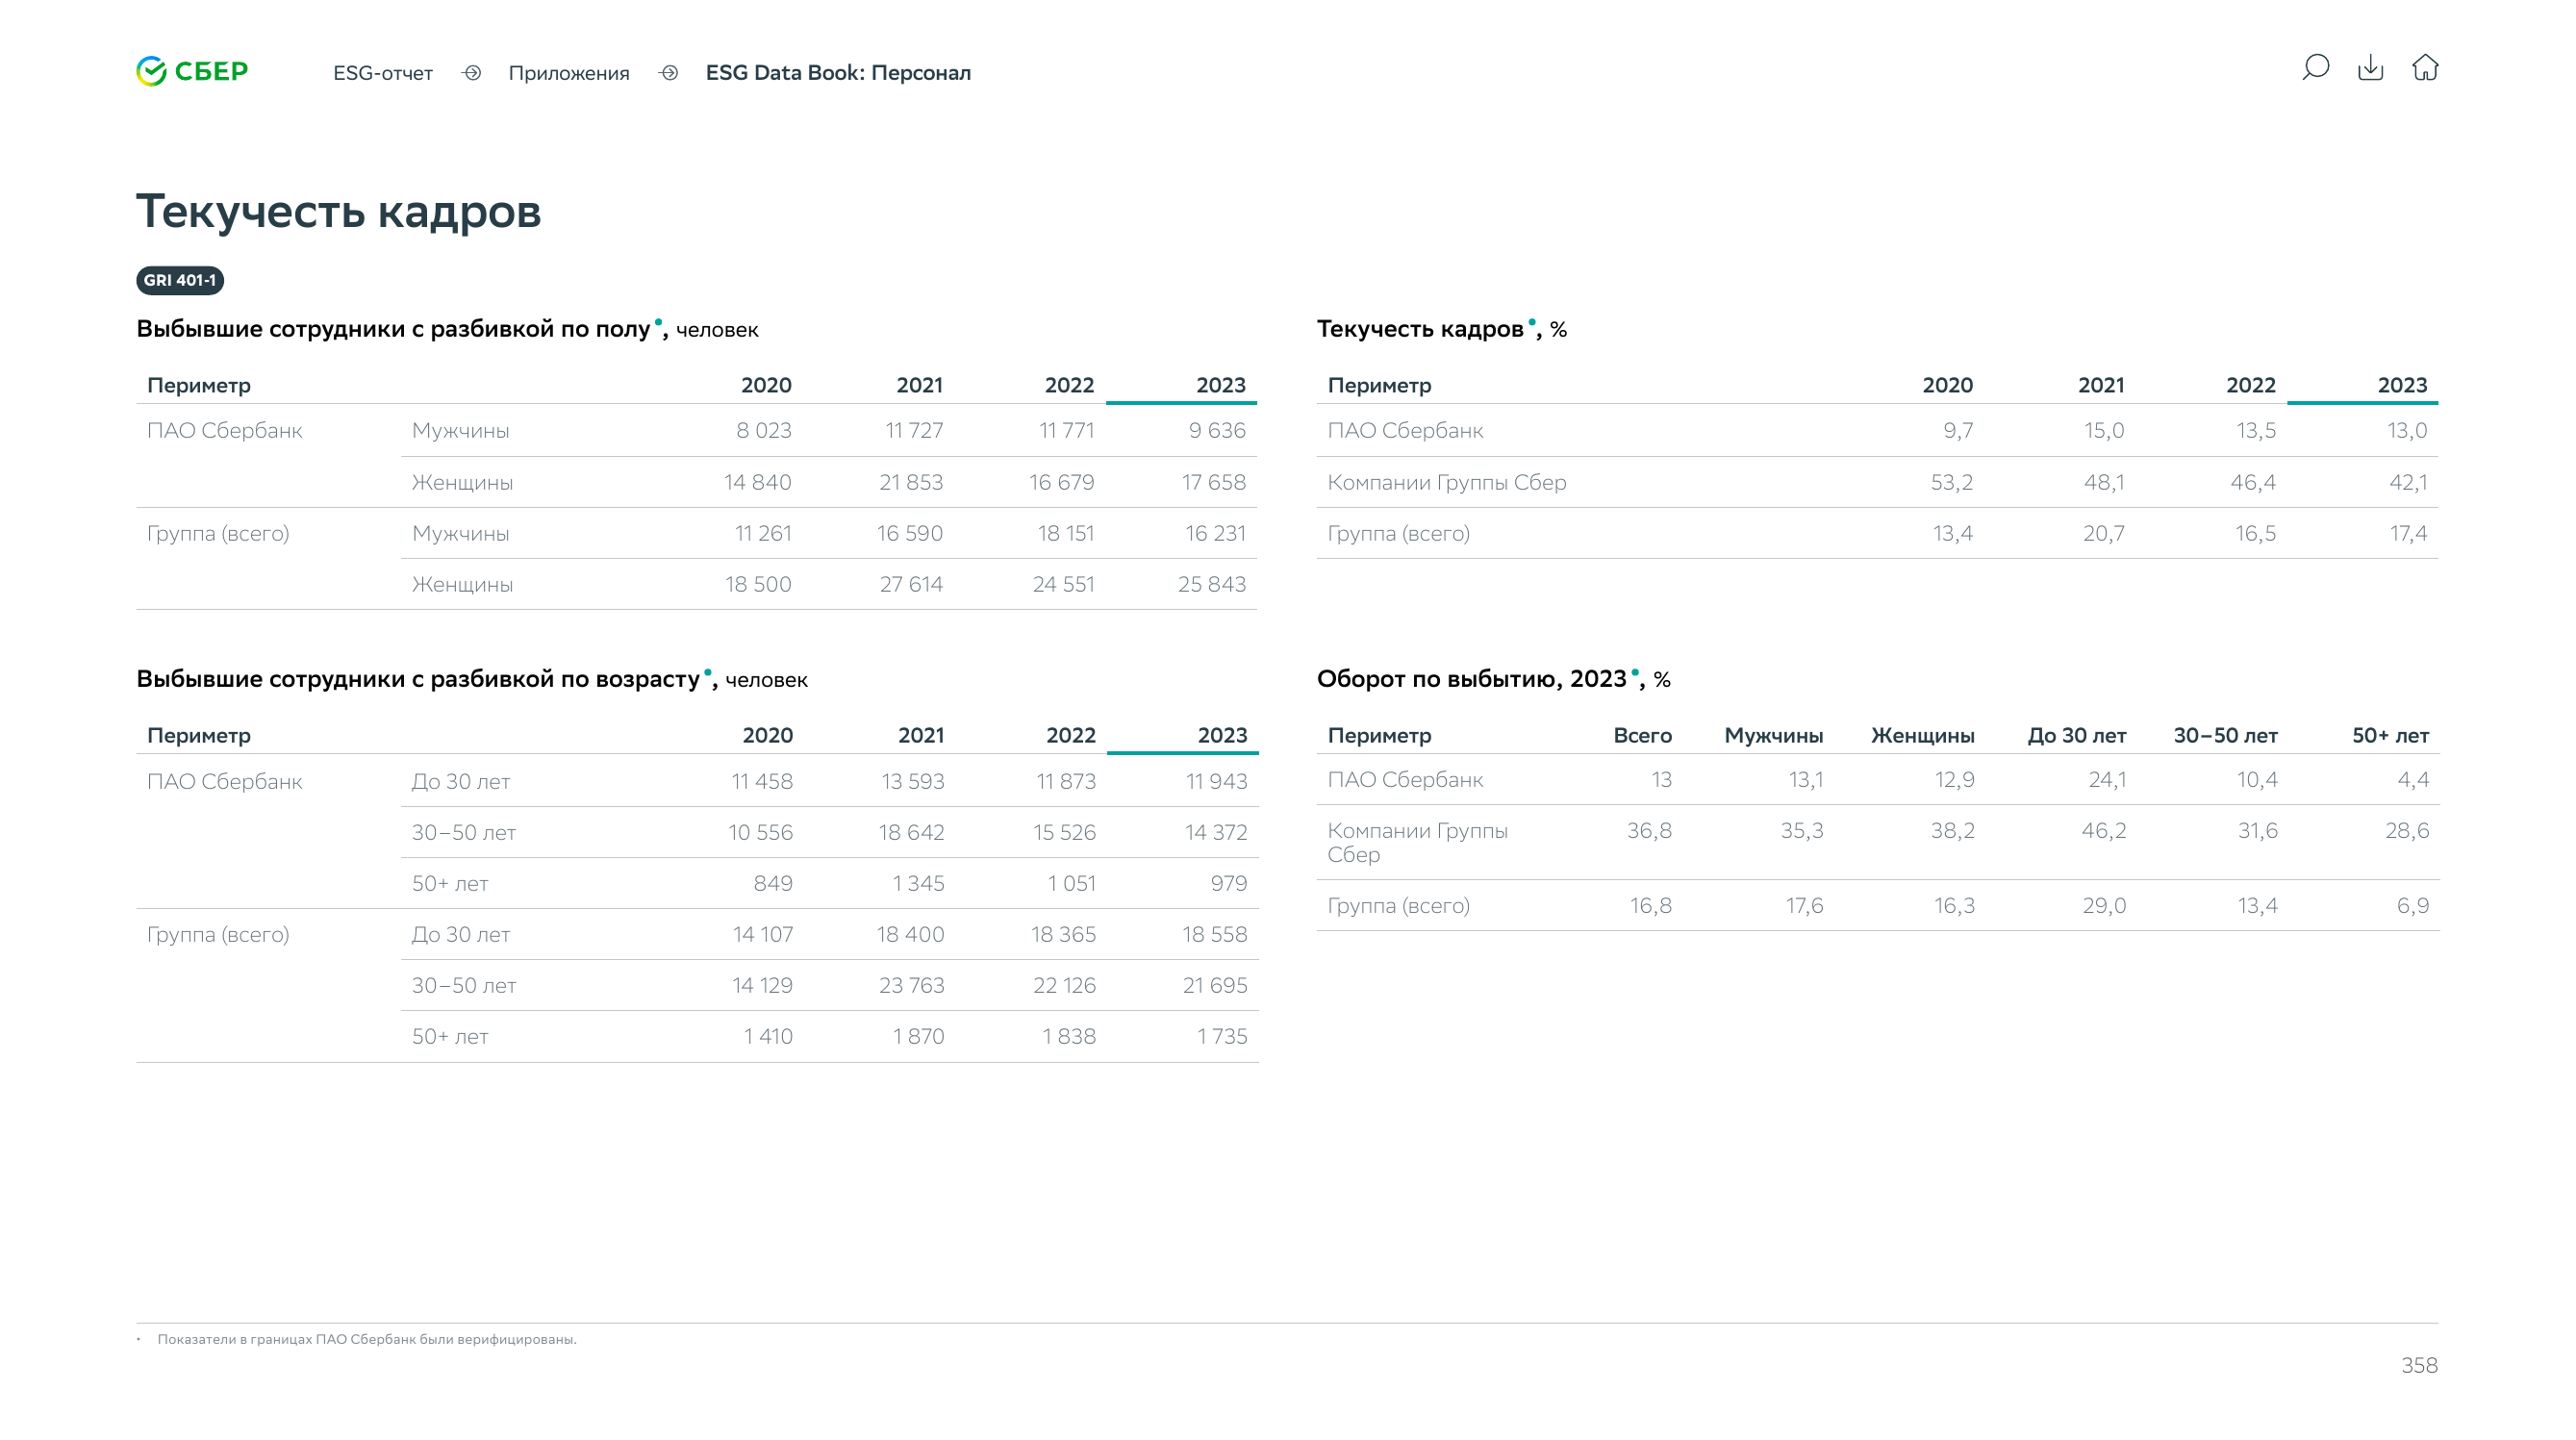 СБЕР
ESG-отчет Приложения ESG Data Book: Персонал
Текучесть кадров
GRI 401-1
Выбывшие сотрудники с разбивкой по полу•, человек
Периметр 2020 2021 2022 2023
ПАО Сбербанк Мужчины 8 023 11 727 11 771 9 636
Женщины 14 840 21 853 16 679 17 658
Группа (всего) Мужчины 11 261 16 590 18 151 16 231
Женщины 18 500 27 614 24 551 25 843
Выбывшие сотрудники с разбивкой по возрасту•, человек
Периметр 2020 2021 2022 2023
ПАО Сбербанк До 30 лет 11 458 13 593 11 873 11 943
30–50 лет 10 556 18 642 15 526 14 372
50+ лет 849 1 345 1 051 979
Группа (всего) До 30 лет 14 107 18 400 18 365 18 558
30–50 лет 14 129 23 763 22 126 21 695
50+ лет 1 410 1 870 1 838 1 735
Текучесть кадров•, %
Периметр 2020 2021 2022 2023
ПАО Сбербанк 9,7 15,0 13,5 13,0
Компании Группы Сбер 53,2 48,1 46,4 42,1
Группа (всего) 13,4 20,7 16,5 17,4
Оборот по выбытию, 2023•, %
Периметр Всего Мужчины Женщины До 30 лет 30–50 лет 50+ лет
ПАО Сбербанк 13 13,1 12,9 24,1 10,4 4,4
Компании Группы 36,8 35,3 38,2 46,2 31,6 28,6
Сбер
Группа (всего) 16,8 17,6 16,3 29,0 13,4 6,9
• Показатели в границах ПАО Сбербанк были верифицированы.
358